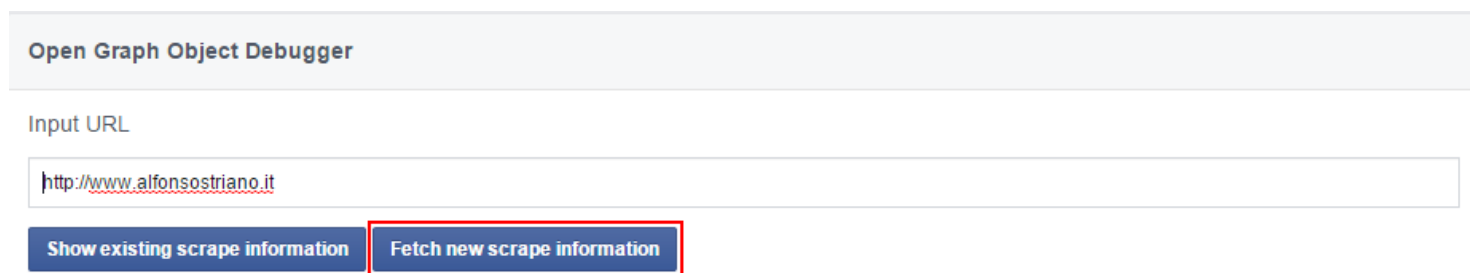 Open Graph Object Debugger
Input URL
http://www.alfonsostriano.it
Show existing scrape information Fetch new scrape information